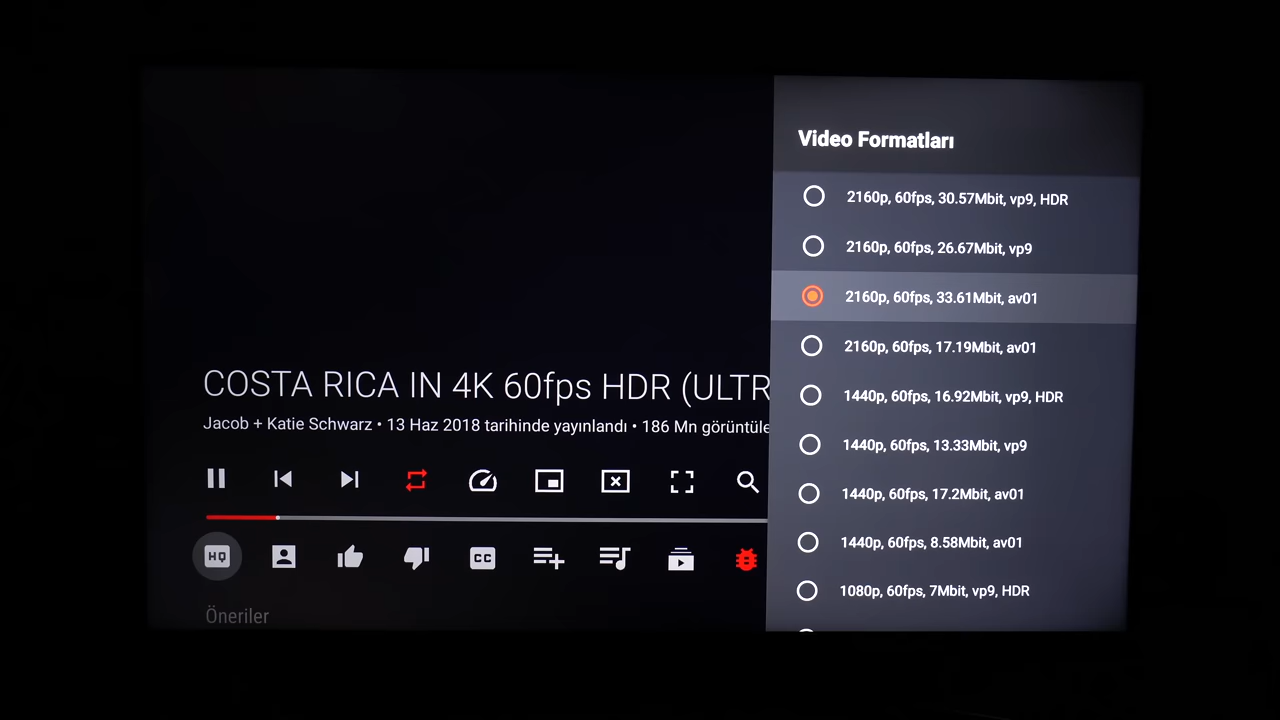 Video Formatları
2160p, 60fps, 30.57Mbit, vp9, HDR
2160p, 60fps, 26.67Mbit, vp9
2160p, 60fps, 33.61Mbit, av01
2160p, 60fps, 17.19Mbit, av01
1440p, 60fps, 16.92Mbit, vp9, HDR
1440p, 60fps, 13.33Mbit, vp9
1440p, 60fps, 17.2Mbit, av01
1440p, 60fps, 8.58Mbit, av01
1080p, 60fps, 7Mbit, vp9, HDR
COSTA RICA IN 4K 60fps HDR (ULTR
Jacob + Katie Schwarz • 13 Haz 2018 tarihinde yayınlandı • 186 Mn görüntüle
HQ
CC
Öneriler